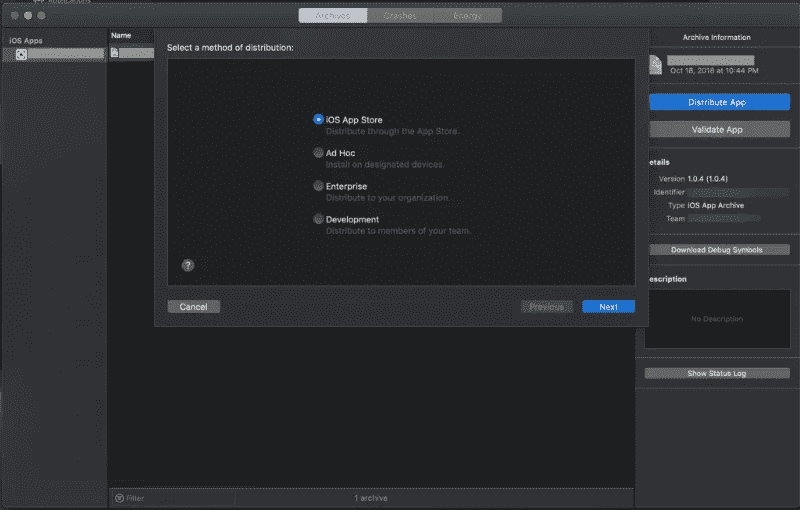 Applications
Archives
Crashes
Energy
iOS Apps
Name
Select a method of distribution:
iOS App Store
Distribute through the App Store.
Ad Hoc
Install on designated devices.
Enterprise
Distribute to your organization.
Development
Distribute to members of your team.
?
Cancel
Previous
Next
Filter
1 archive
Archive Information
Oct 18, 2018 at 10:44 PM
Distribute App
Validate App
etails
Version 1.0.4 (1.0.4)
Identifier
Type iOS App Archive
Team
Download Debug Symbols
escription
No Description
Show Status Log